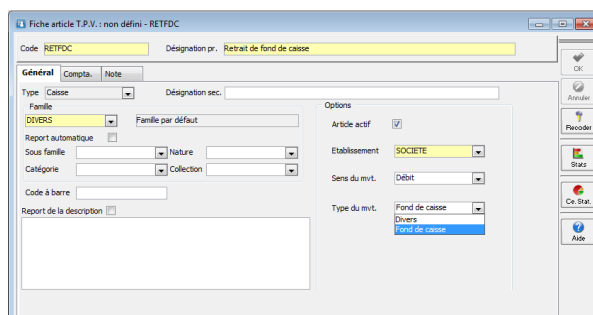 Fiche article T.P.V. : non défini - RETFDC
Code RETFDC Désignation pr. Retrait de fond de caisse
Général Compta. Note
Type Caisse Désignation sec.
Famille
DIVERS Famille par défaut
Report automatique
Sous famille Nature
Catégorie Collection
Code à barre
Report de la description
Options
Article actif
Etablissement SOCIETE
Sens du mvt. Débit
Type du mvt. Fond de caisse
Divers
Fond de caisse
OK
Annuler
Recoder
Stats
Ce. Stat.
Aide